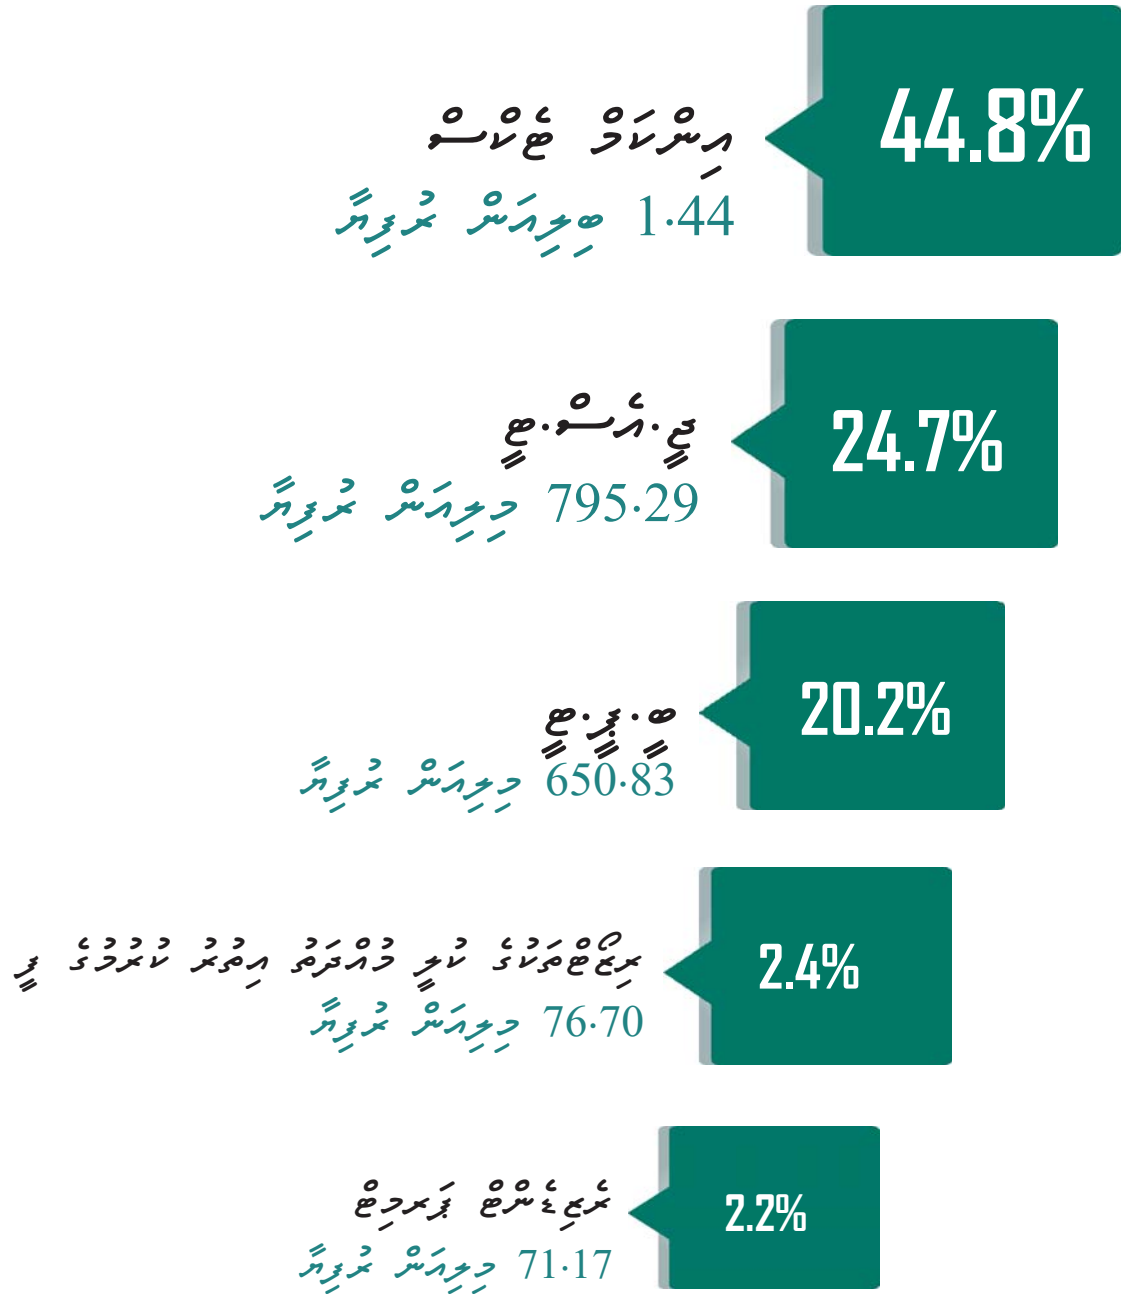 44.8%
އިންކަމް ޓެކްސް
1.44 ބިލިއަން ރުފިޔާ
24.7%
ޖީ.އެސް.ޓީ
795.29 މިލިއަން ރުފިޔާ
20.2%
ބީ.ޕީ.ޓީ
650.83 މިލިއަން ރުފިޔާ
2.4%
ރިޒޯޓްތަކުގެ ކުލީ މުއްދަތު އިތުރު ކުރުމުގެ ފީ
76.70 މިލިއަން ރުފިޔާ
2.2%
ރެޒިޑެންޓް ޕަރމިޓް
71.17 މިލިއަން ރުފިޔާ